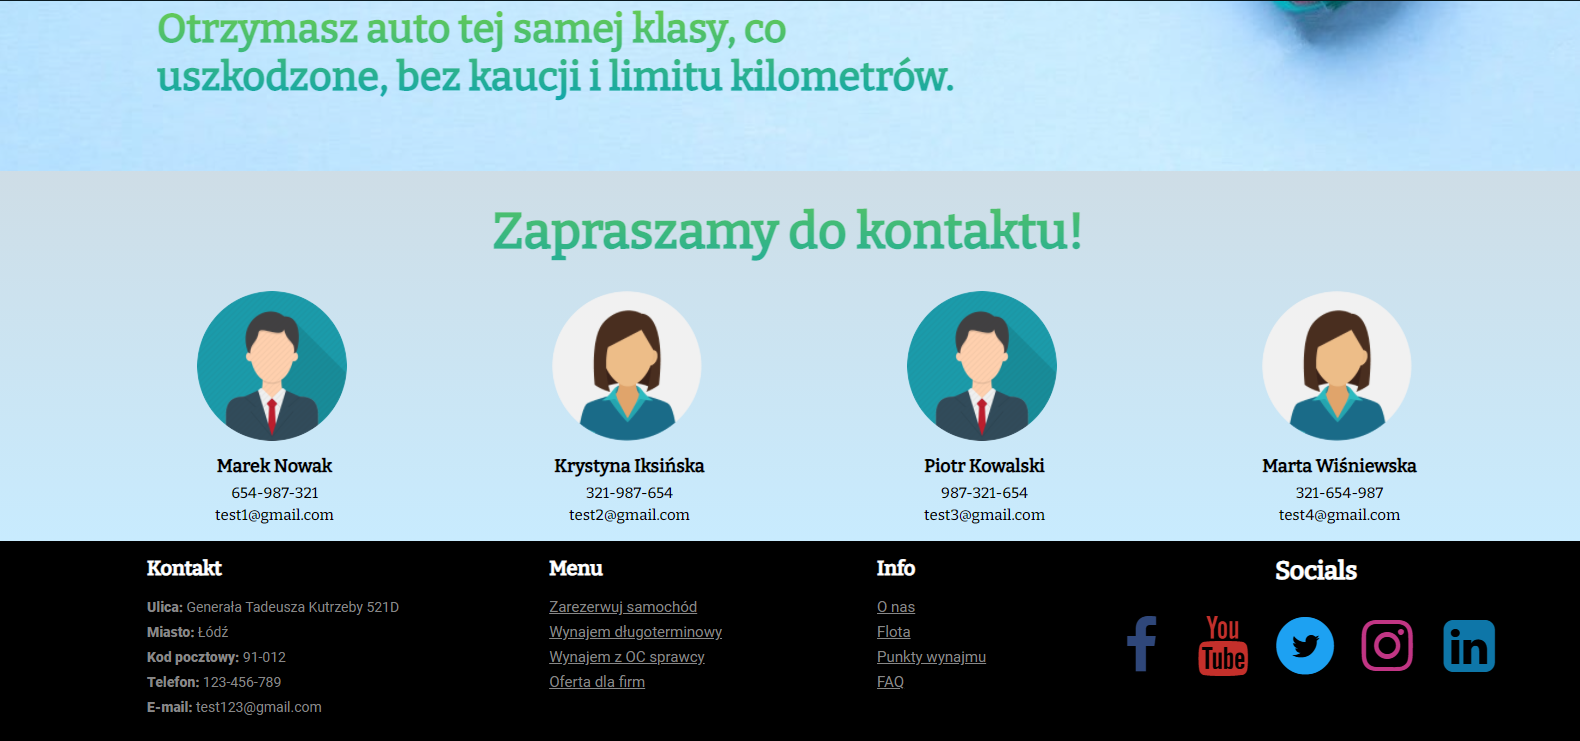 Otrzymasz auto tej samej klasy, co
uszkodzone, bez kaucji i limitu kilometrów.
Zapraszamy do kontaktu!
Marek Nowak
654-987-321
test1@gmail.com
Krystyna Iksińska
321-987-654
test2@gmail.com
Piotr Kowalski
987-321-654
test3@gmail.com
Marta Wiśniewska
321-654-987
test4@gmail.com
Kontakt
Ulica: Generała Tadeusza Kutrzeby 521D
Miasto: Łódź
Kod pocztowy: 91-012
Telefon: 123-456-789
E-mail: test123@gmail.com
Menu
Zarezerwuj samochód
Wynajem długoterminowy
Wynajem z OC sprawcy
Oferta dla firm
Info
O nas
Flota
Punkty wynajmu
FAQ
Socials
f
You
Tube
in